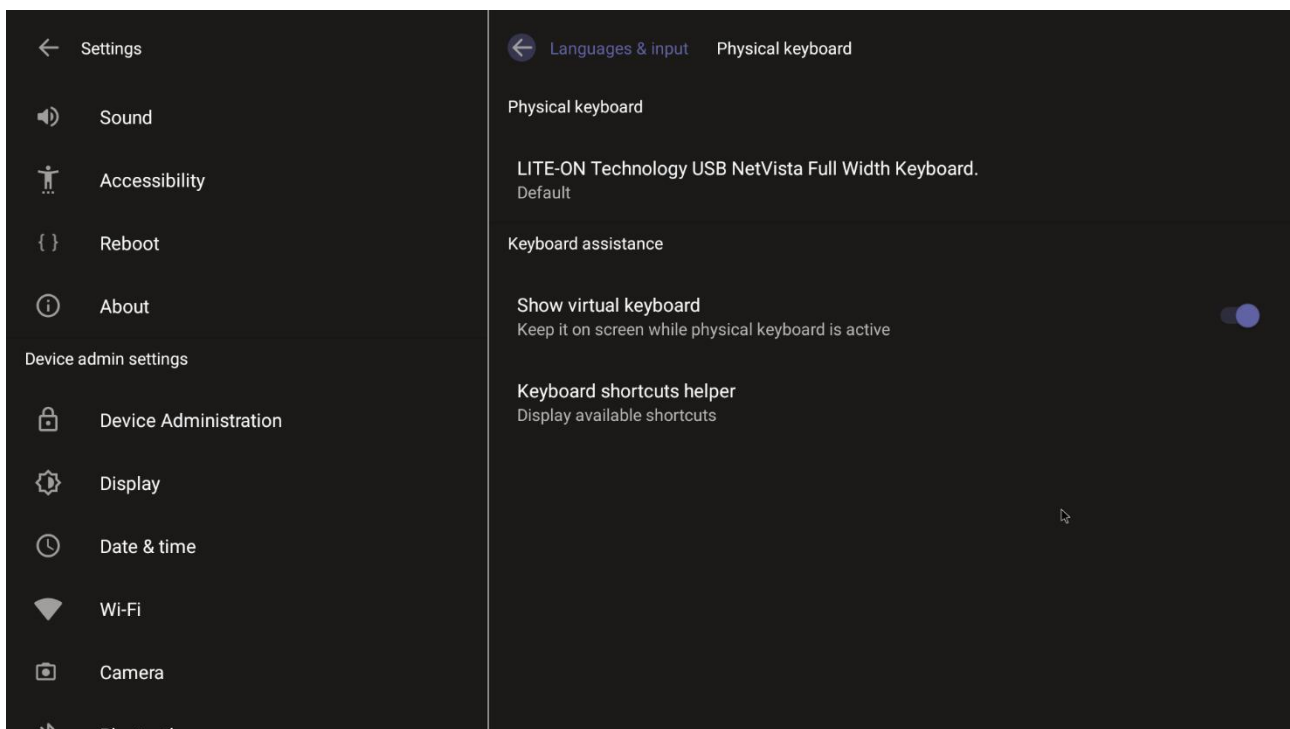 Settings
Sound
Accessibility
{ } Reboot
About
Device admin settings
Device Administration
Display
Date & time
Wi-Fi
Camera
Languages & input Physical keyboard
Physical keyboard
LITE-ON Technology USB NetVista Full Width Keyboard.
Default
Keyboard assistance
Show virtual keyboard
Keep it on screen while physical keyboard is active
Keyboard shortcuts helper
Display available shortcuts